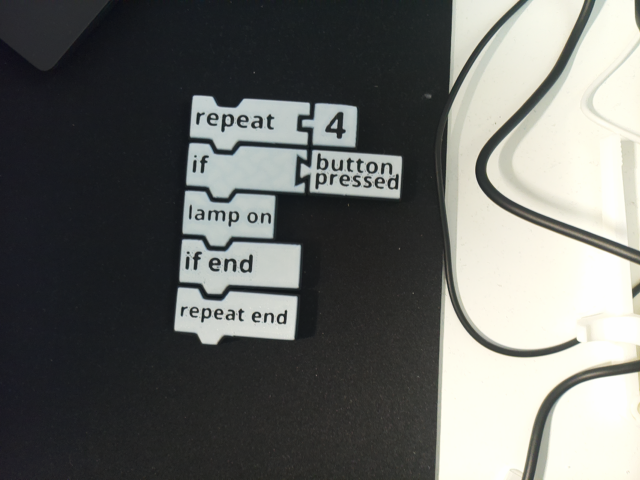 repeat 4
if button
pressed
lamp on
if end
repeat end